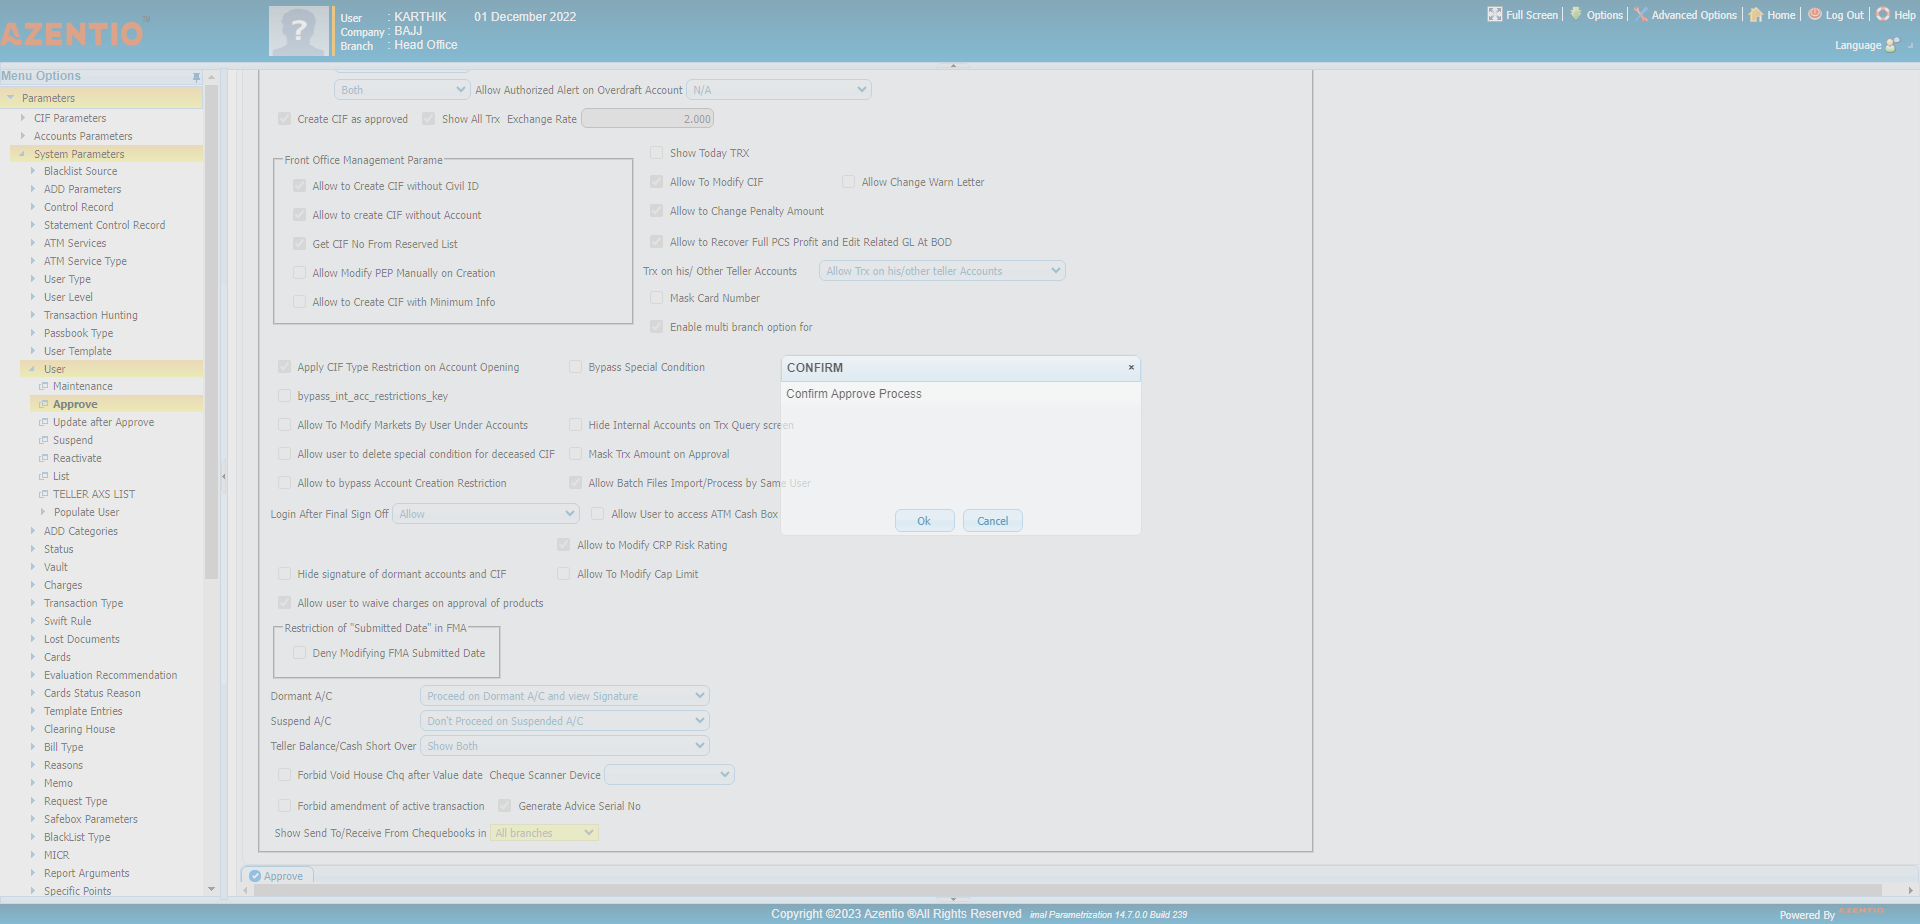 AZENTIO
User : KARTHIK 01 December 2022
Company : BAJJ
Branch : Head Office
Full Screen Options Advanced Options Home Log Out Help
Language
Menu Options
Parameters
CIF Parameters
Accounts Parameters
System Parameters
Blacklist Source
ADD Parameters
Control Record
Statement Control Record
ATM Services
ATM Service Type
User Type
User Level
Transaction Hunting
Passbook Type
User Template
User
Maintenance
Approve
Update after Approve
Suspend
Reactivate
List
TELLER AXS LIST
Populate User
ADD Categories
Status
Vault
Charges
Transaction Type
Swift Rule
Lost Documents
Cards
Evaluation Recommendation
Cards Status Reason
Template Entries
Clearing House
Bill Type
Reasons
Memo
Request Type
Safebox Parameters
BlackList Type
MICR
Report Arguments
Specific Points
Both Allow Authorized Alert on Overdraft Account N/A
Create CIF as approved Show All Trx Exchange Rate 2.000
Front Office Management Parame
Allow to Create CIF without Civil ID
Allow to create CIF without Account
Get CIF No From Reserved List
Allow Modify PEP Manually on Creation
Allow to Create CIF with Minimum Info
Show Today TRX
Allow To Modify CIF Allow Change Warn Letter
Allow to Change Penalty Amount
Allow to Recover Full PCS Profit and Edit Related GL At BOD
Trx on his/ Other Teller Accounts Allow Trx on his/other teller Accounts
Mask Card Number
Enable multi branch option for
Apply CIF Type Restriction on Account Opening Bypass Special Condition
bypass_int_acc_restrictions_key
Allow To Modify Markets By User Under Accounts Hide Internal Accounts on Trx Query screen
Allow user to delete special condition for deceased CIF Mask Trx Amount on Approval
Allow to bypass Account Creation Restriction Allow Batch Files Import/Process by Same User
Login After Final Sign Off Allow Allow User to access ATM Cash Box
Allow to Modify CRP Risk Rating
Hide signature of dormant accounts and CIF Allow To Modify Cap Limit
Allow user to waive charges on approval of products
Restriction of "Submitted Date" in FMA
Deny Modifying FMA Submitted Date
Dormant A/C Proceed on Dormant A/C and view Signature
Suspend A/C Don't Proceed on Suspended A/C
Teller Balance/Cash Short Over Show Both
Forbid Void House Chq after Value date Cheque Scanner Device
Forbid amendment of active transaction Generate Advice Serial No
Show Send To/Receive From Chequebooks in All branches
CONFIRM
Confirm Approve Process
Ok Cancel
Approve
Copyright ©2023 Azentio ®All Rights Reserved imal Parametrization 14.7.0.0 Build 239
Powered By AZENTIO